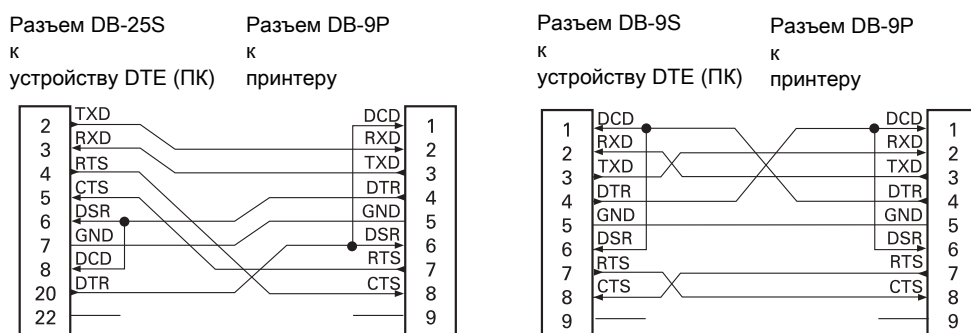 Разъем DB-25S Разъем DB-9P
к к
устройству DTE (ПК) принтеру
2 TXD DCD 1
3 RXD RXD 2
4 RTS TXD 3
5 CTS DTR 4
6 DSR GND 5
7 GND DSR 6
8 DCD RTS 7
20 DTR CTS 8
22 9
Разъем DB-9S Разъем DB-9P
к к
устройству DTE (ПК) принтеру
1 DCD DCD 1
2 RXD RXD 2
3 TXD TXD 3
4 DTR DTR 4
5 GND GND 5
6 DSR DSR 6
7 RTS RTS 7
8 CTS CTS 8
9 9